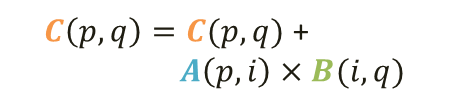 C(p,q) = C(p,q) +
A(p,i) × B(i,q)